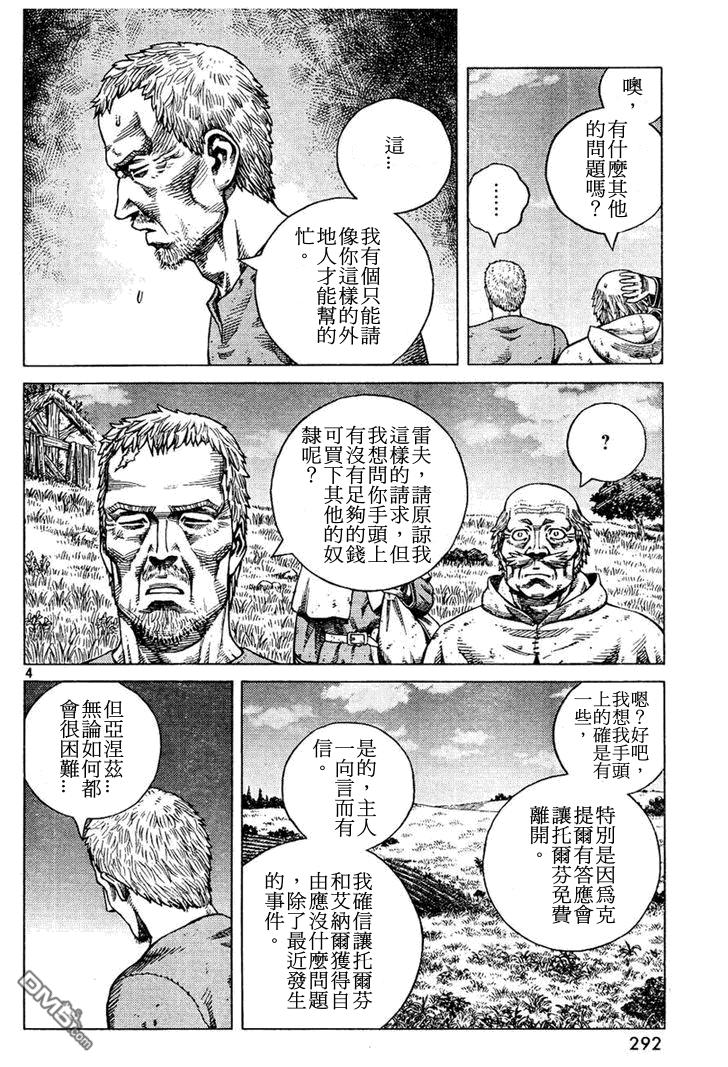 噢，
有什麼其他
的問題嗎？
……
這…
我有個只能請
像你這樣的外
地人才能幫的
忙。
？
雷夫，請原諒我
這樣的請求，但
我想問你手頭上
有沒有足夠的錢
可買下其他的奴
隸呢？
4
嗯？好吧，
我想我手頭
上的確是有
一些，
特別是因爲克
提爾有答應會
讓托爾芬免費
離開。
是的，主人
一向言而有
信。
我確信讓托爾芬
和艾納爾獲得自
由應沒什麼問題
，除了最近發生
的事件。
但亞涅茲…
無論如何都
會很困難…
DM5.com
292